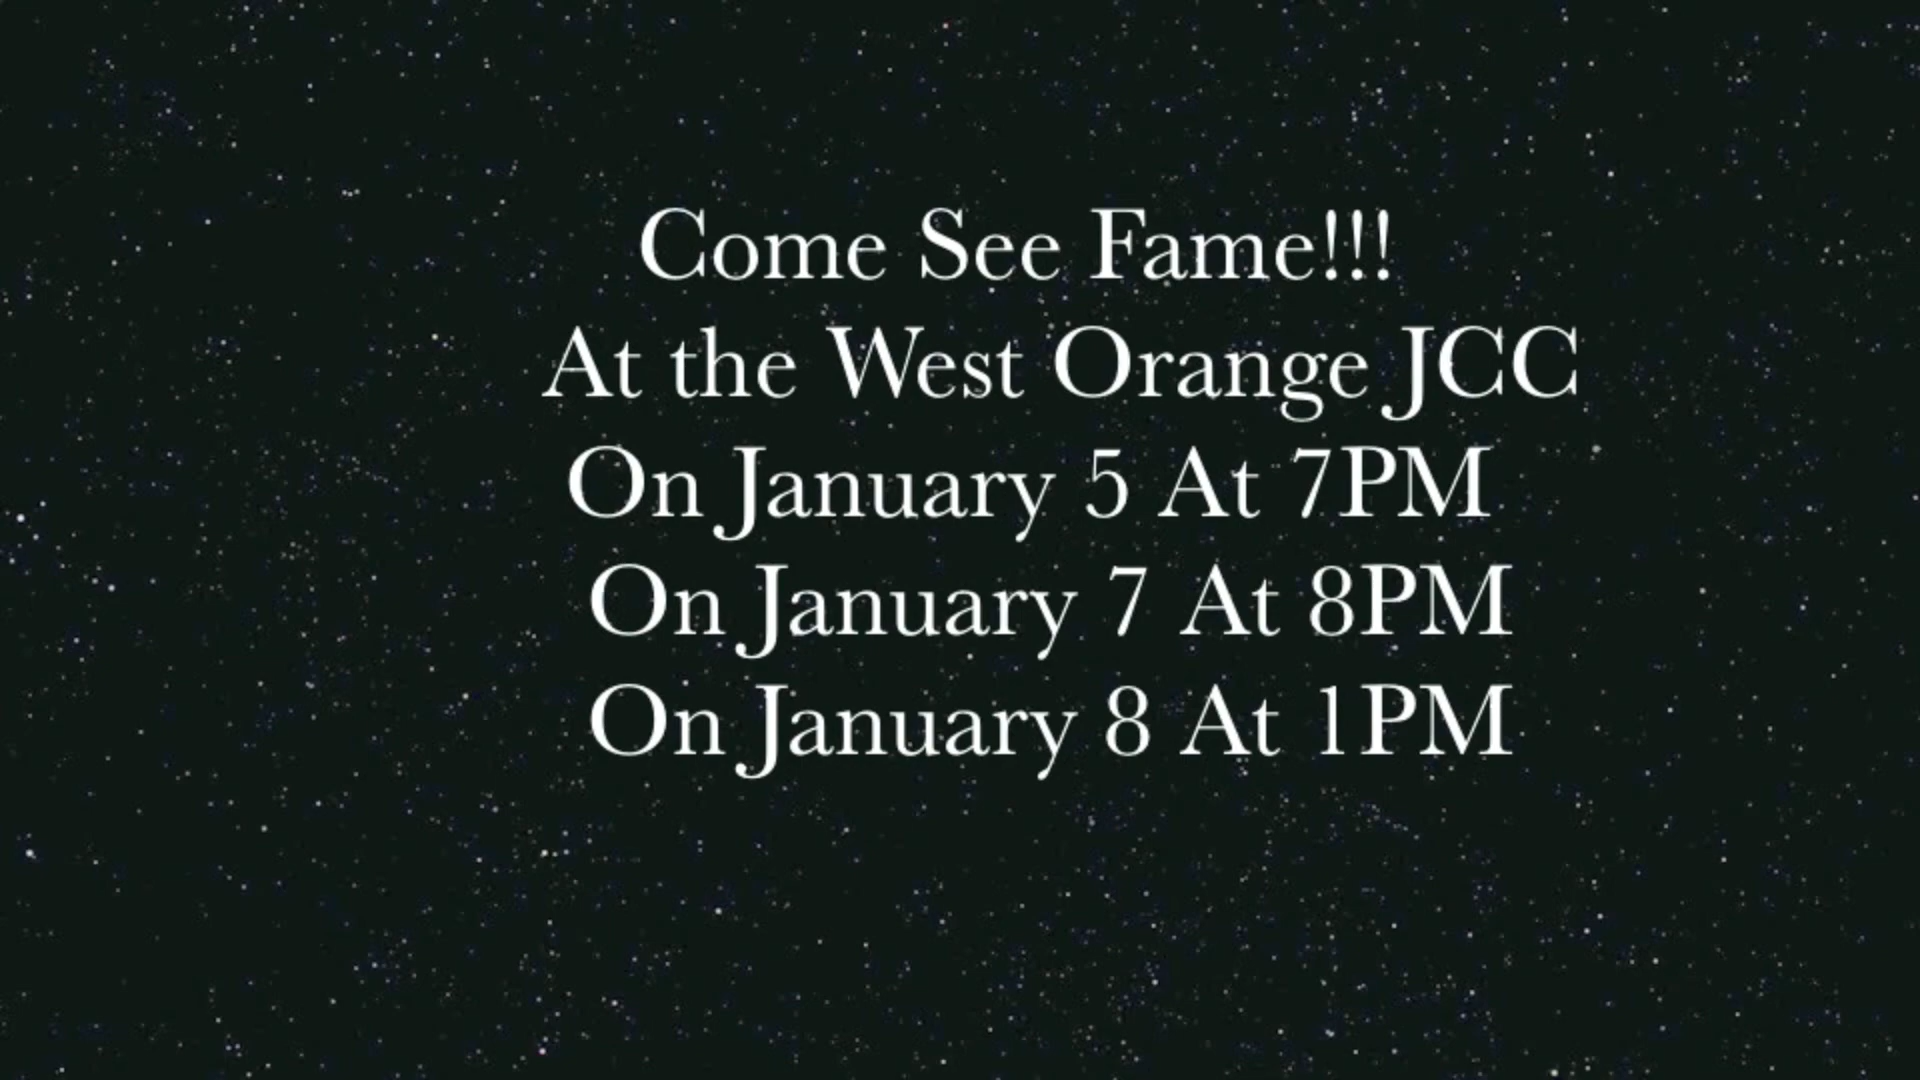 Come See Fame!!!
At the West Orange JCC
On January 5 At 7PM
On January 7 At 8PM
On January 8 At 1PM